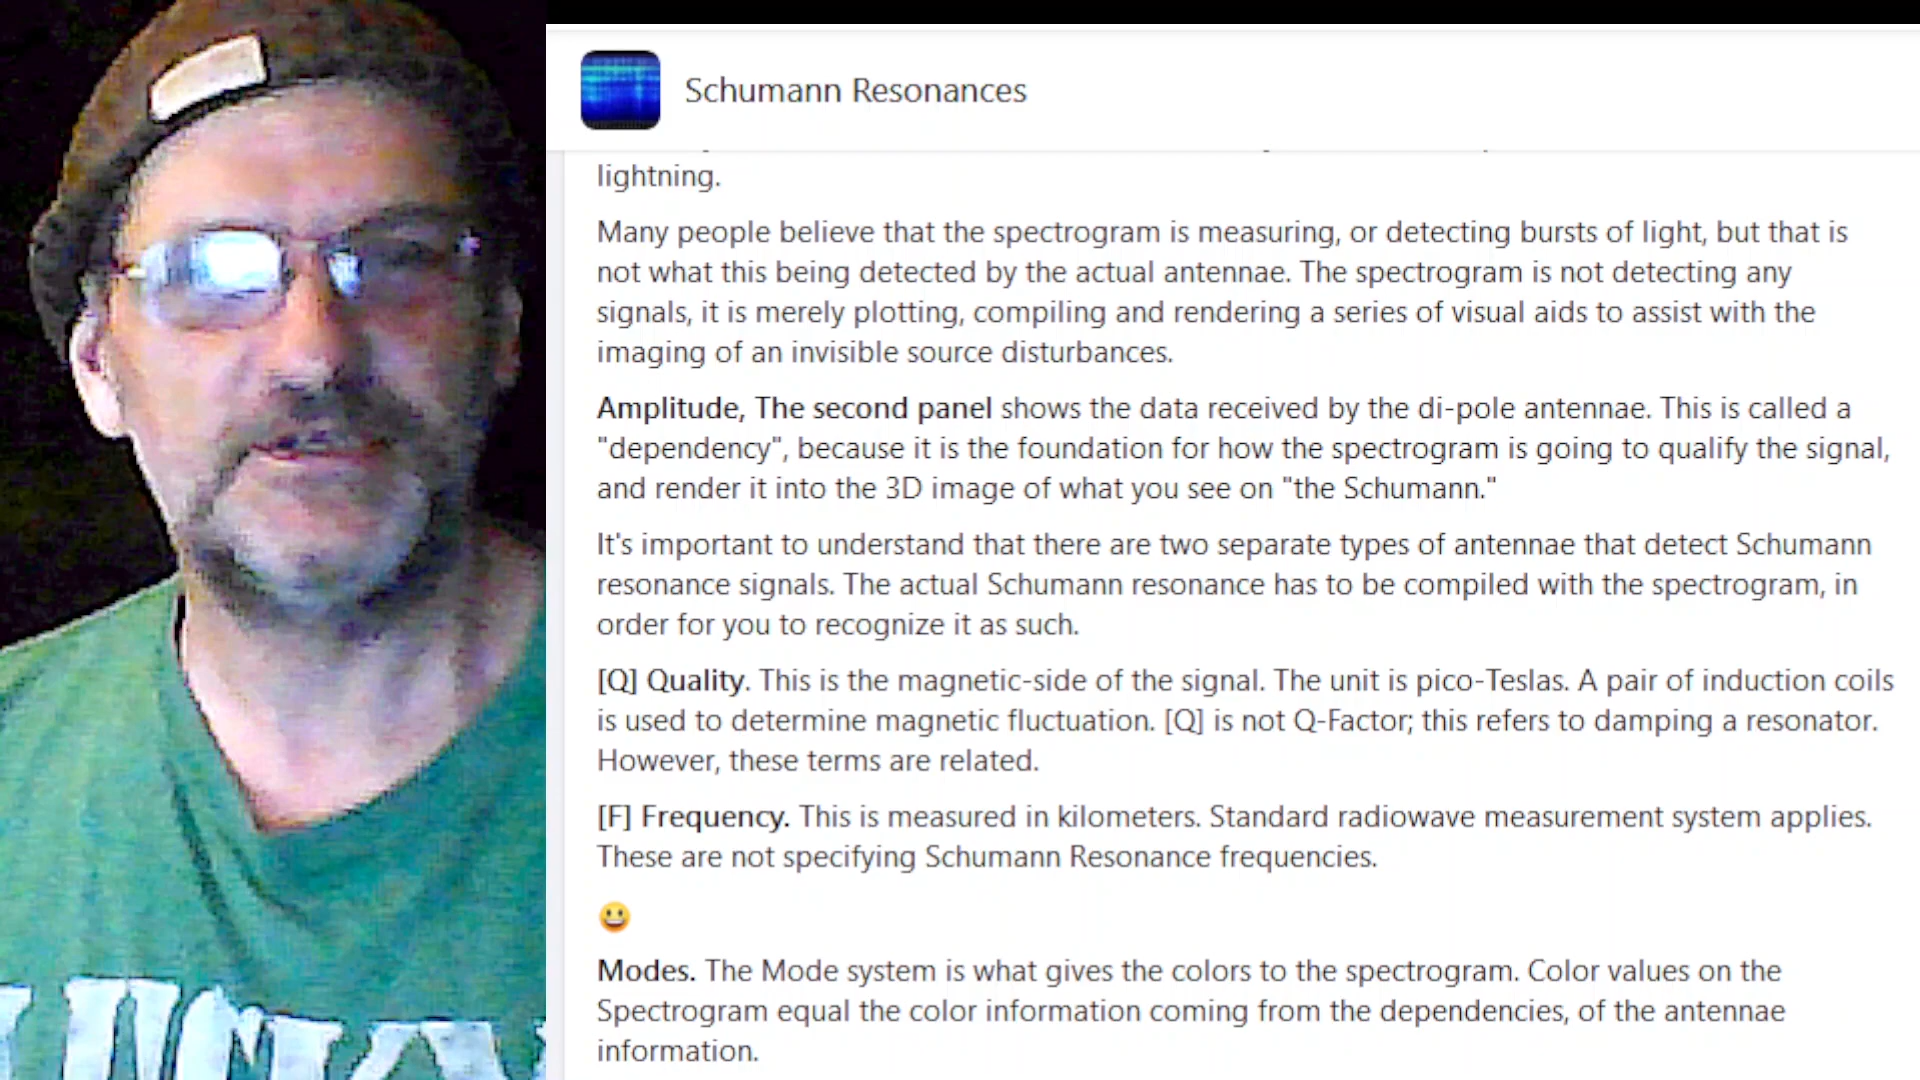 Schumann Resonances
lightning.
Many people believe that the spectrogram is measuring, or detecting bursts of light, but that is
not what this being detected by the actual antennae. The spectrogram is not detecting any
signals, it is merely plotting, compiling and rendering a series of visual aids to assist with the
imaging of an invisible source disturbances.
Amplitude, The second panel shows the data received by the di-pole antennae. This is called a
"dependency", because it is the foundation for how the spectrogram is going to qualify the signal,
and render it into the 3D image of what you see on "the Schumann."
It's important to understand that there are two separate types of antennae that detect Schumann
resonance signals. The actual Schumann resonance has to be compiled with the spectrogram, in
order for you to recognize it as such.
[Q] Quality. This is the magnetic-side of the signal. The unit is pico-Teslas. A pair of induction coils
is used to determine magnetic fluctuation. [Q] is not Q-Factor; this refers to damping a resonator.
However, these terms are related.
[F] Frequency. This is measured in kilometers. Standard radiowave measurement system applies.
These are not specifying Schumann Resonance frequencies.
Modes. The Mode system is what gives the colors to the spectrogram. Color values on the
Spectrogram equal the color information coming from the dependencies, of the antennae
information.